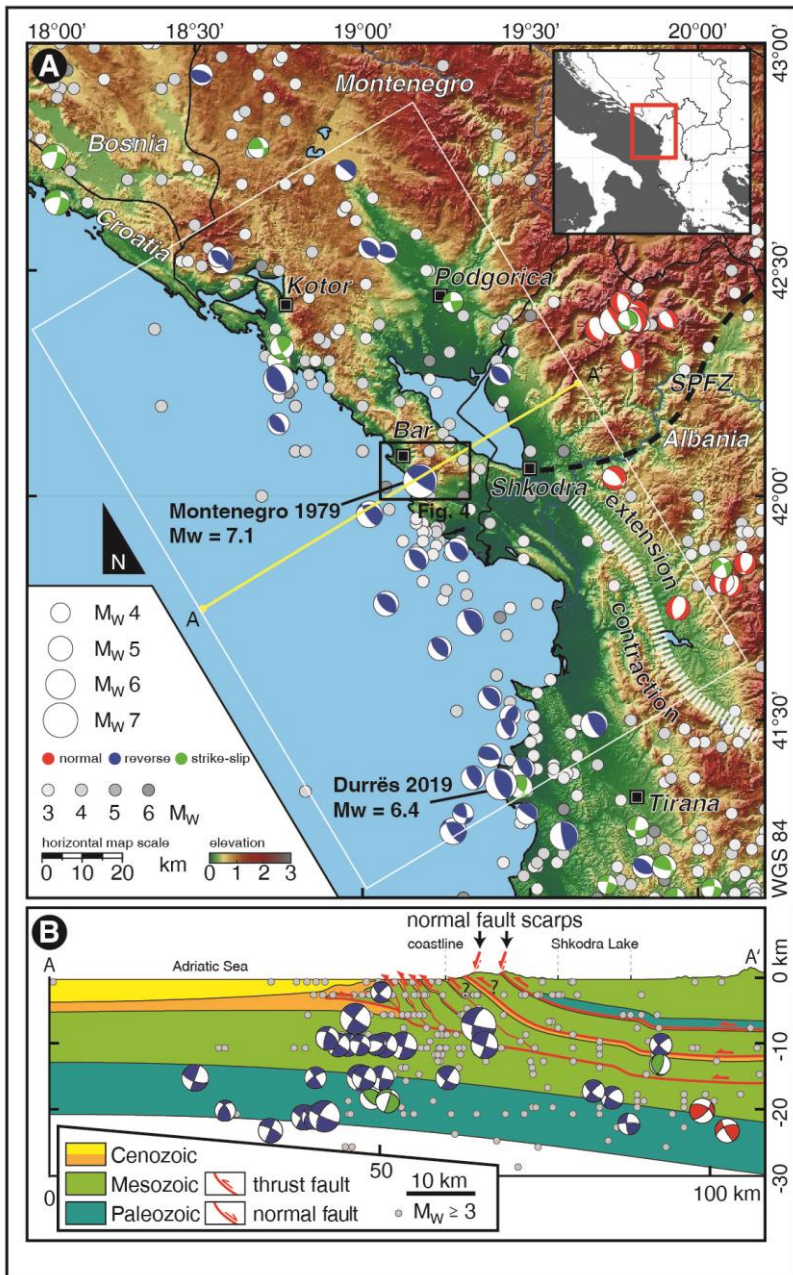 18°00' 18°30' 19°00' 19°30' 20°00'
A
43°00'
42°30'
42°00'
41°30'
WGS 84
Montenegro
Bosnia
Croatia
Kotor
Podgorica
SPFZ
Albania
A'
Bar
Shkodra
Montenegro 1979
Mw = 7.1
Fig. 4
extension
contraction
N
A
Durrës 2019
Mw = 6.4
Tirana
MW 4
MW 5
MW 6
MW 7
normal reverse strike-slip
3 4 5 6 MW
horizontal map scale
0 10 20 km
elevation
0 1 2 3
B
normal fault scarps
A
Adriatic Sea
coastline
Shkodra Lake
A'
0 km
-10
-20
-30
? ?
Cenozoic
Mesozoic
Paleozoic
thrust fault
normal fault
10 km
MW ≥ 3
0
50
100 km